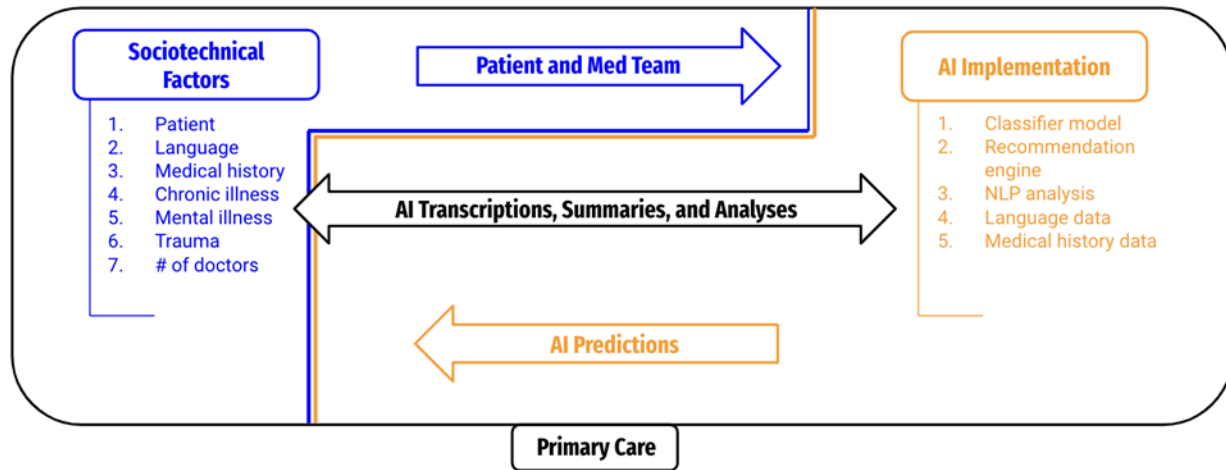 Sociotechnical
Factors
1. Patient
2. Language
3. Medical history
4. Chronic illness
5. Mental illness
6. Trauma
7. # of doctors
Patient and Med Team
AI Transcriptions, Summaries, and Analyses
AI Predictions
AI Implementation
1. Classifier model
2. Recommendation
engine
3. NLP analysis
4. Language data
5. Medical history data
Primary Care